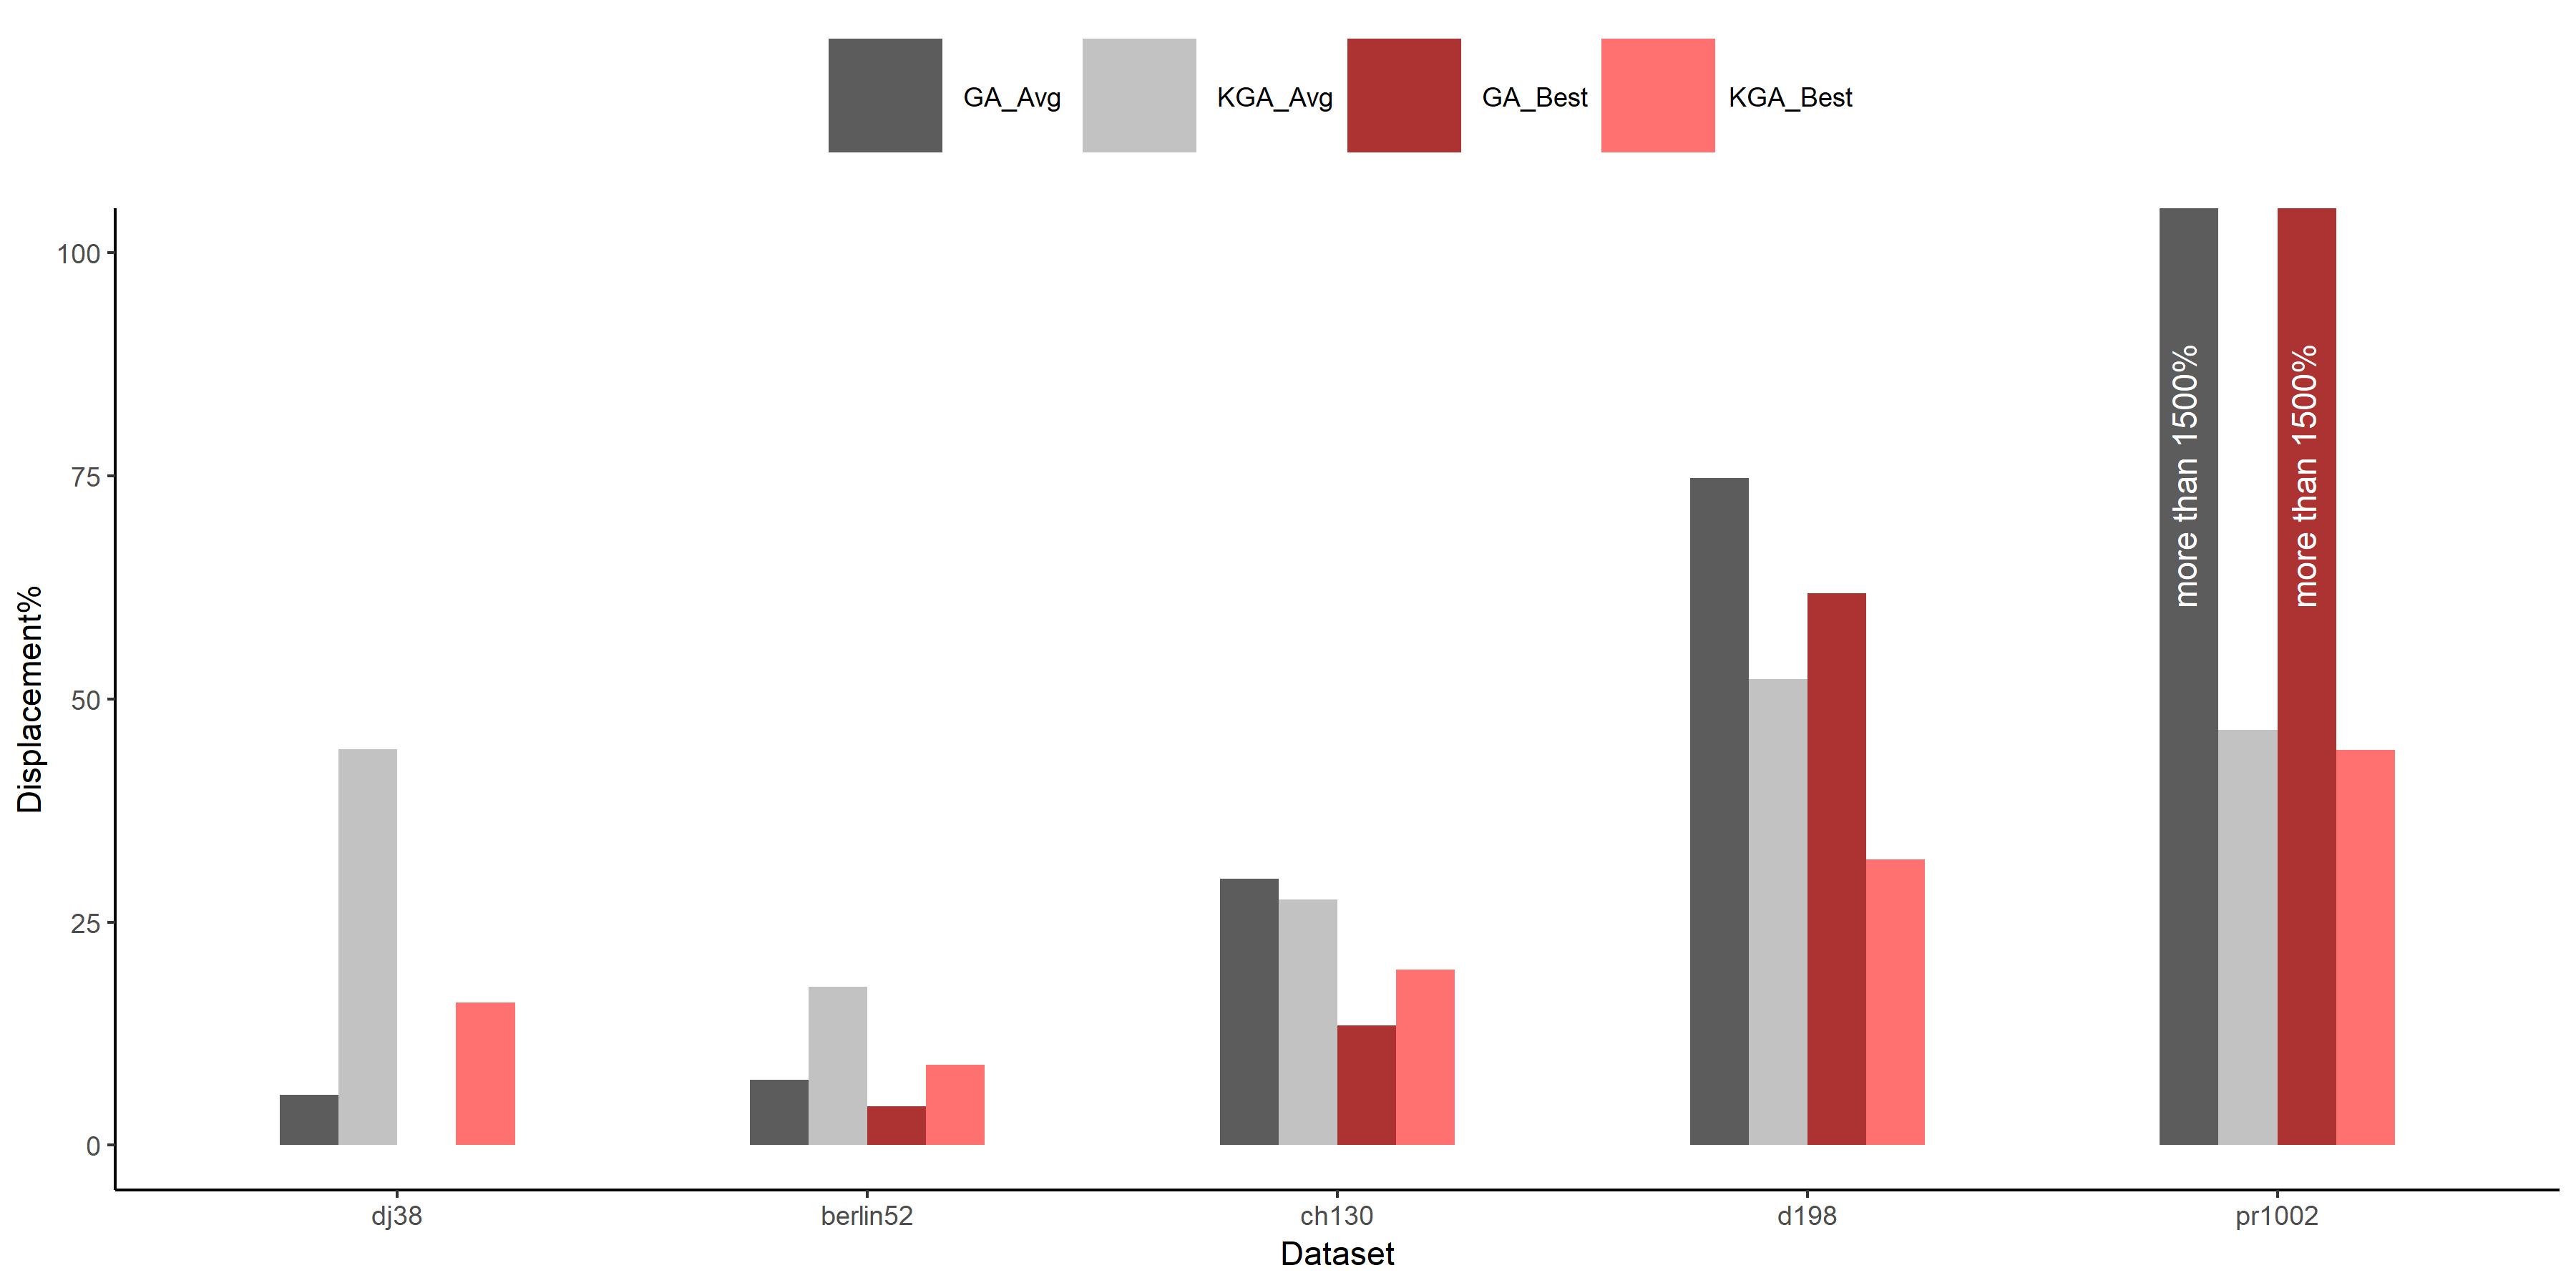 GA_Avg KGA_Avg GA_Best KGA_Best
100
75
50
25
0
Displacement%
more than 1500%
more than 1500%
dj38 berlin52 ch130 d198 pr1002
Dataset